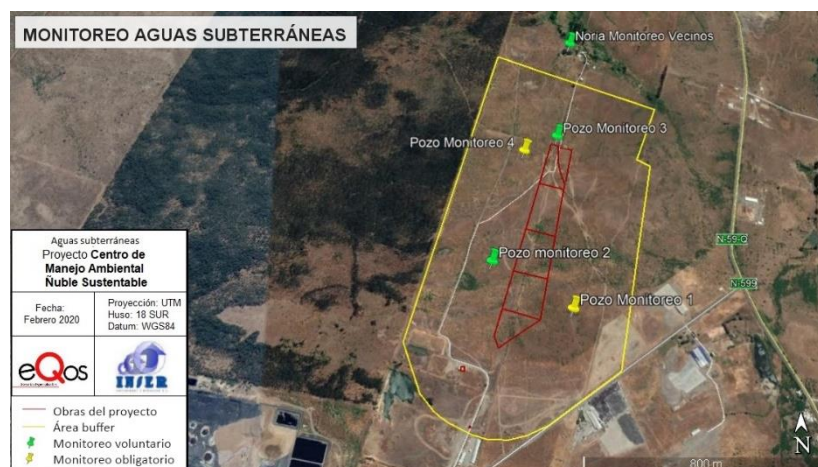 MONITOREO AGUAS SUBTERRÁNEAS
Noria Monitoreo Vecinos
Pozo Monitoreo 3
Pozo Monitoreo 4
Pozo monitoreo 2
Pozo Monitoreo 1
N-59-Q
N-593
Aguas subterráneas
Proyecto Centro de
Manejo Ambiental
Ñuble Sustentable
Fecha:
Febrero 2020
Proyección: UTM
Huso: 18 SUR
Datum: WGS84
eQos
INSER
Obras del proyecto
Área buffer
Monitoreo voluntario
Monitoreo obligatorio
800 m
N